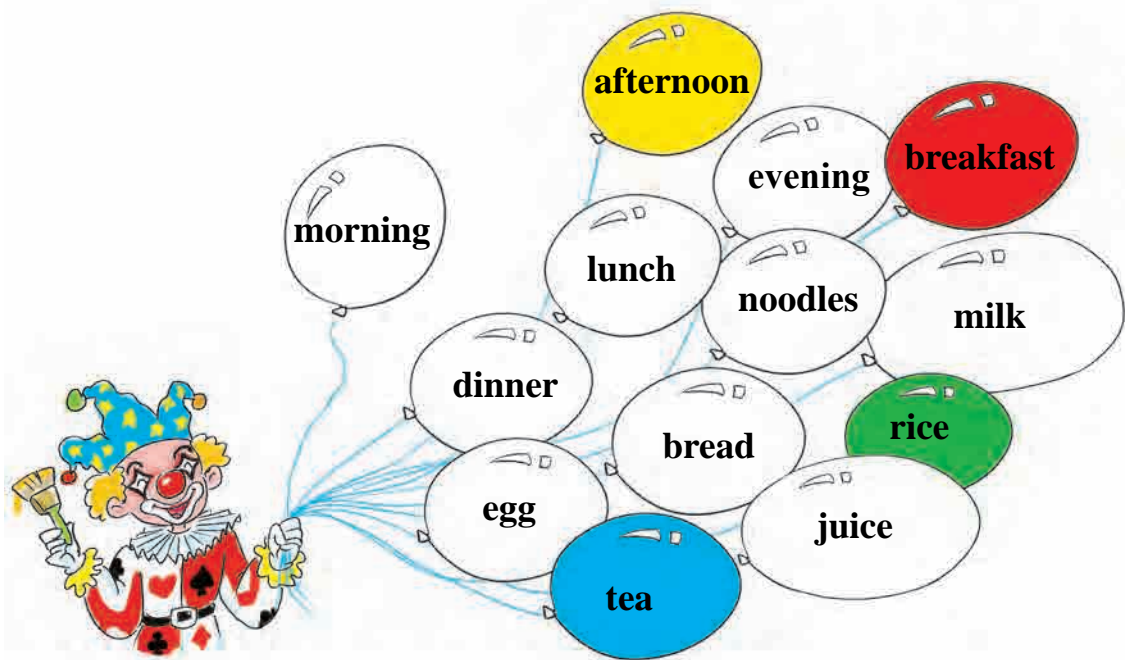 afternoon
evening
breakfast
morning
lunch
noodles
milk
dinner
bread
rice
egg
juice
tea